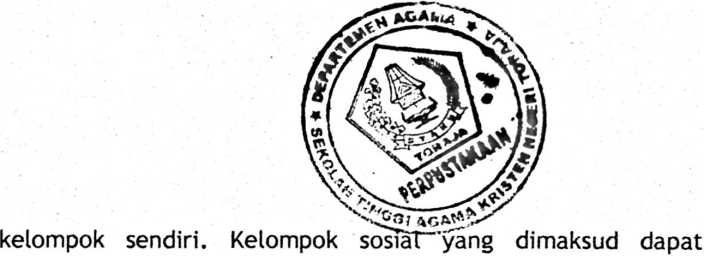 ★ DEPARTEMEN AGAMA ★
SEKOLAH TINGGI AGAMA KRISTEN NEGERI TORAJA
TORAJA
PERPUSTAKAAN
kelompok sendiri. Kelompok sosial yang dimaksud dapat